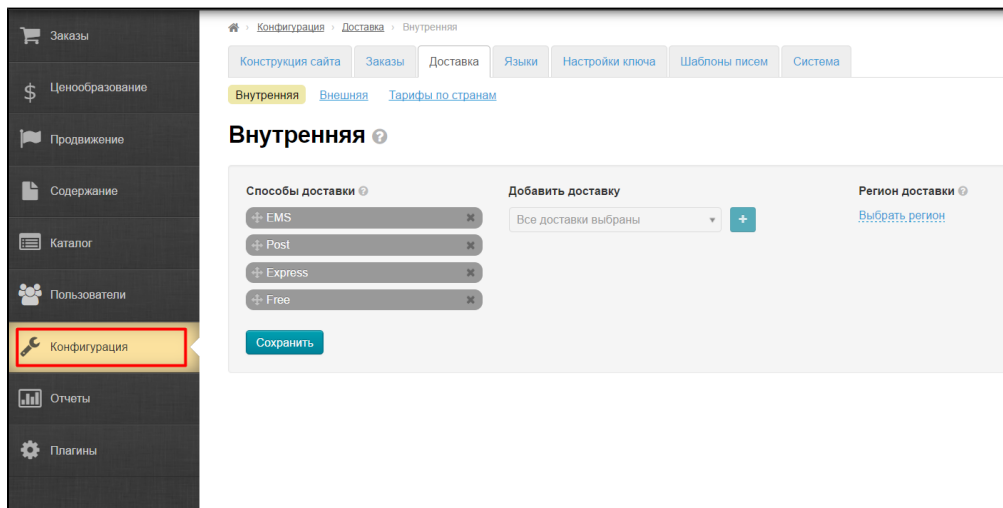 Заказы
Ценообразование
Продвижение
Содержание
Каталог
Пользователи
Конфигурация
Отчеты
Плагины
Конфигурация › Доставка › Внутренняя
Конструкция сайта Заказы Доставка Языки Настройки ключа Шаблоны писем Система
Внутренняя Внешняя Тарифы по странам
Внутренняя ?
Способы доставки ? Добавить доставку Регион доставки ?
EMS Все доставки выбраны + Выбрать регион
Post
Express
Free
Сохранить